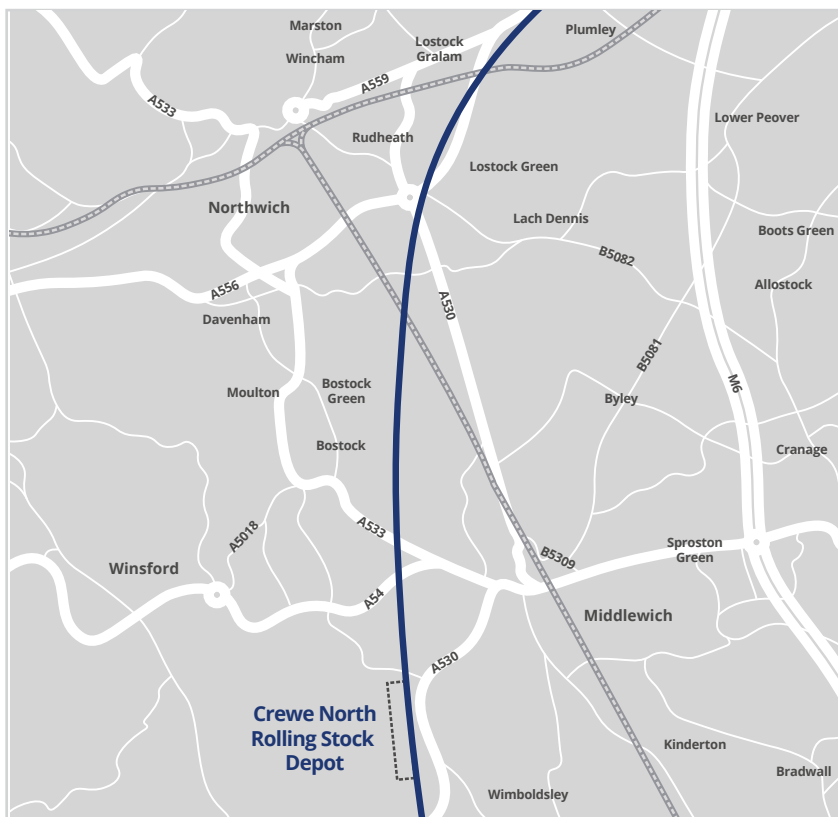 Marston
Wincham
Lostock
Gralam
Plumley
A559
A533
Lower Peover
Rudheath
Lostock Green
Northwich
Lach Dennis
Boots Green
B5082
Allostock
A556
A530
Davenham
B5081
M6
Moulton
Bostock
Green
Byley
Bostock
Cranage
A5018
A533
B5309
Sproston
Green
Winsford
A54
Middlewich
A530
Crewe North
Rolling Stock
Depot
Kinderton
Bradwall
Wimboldsley